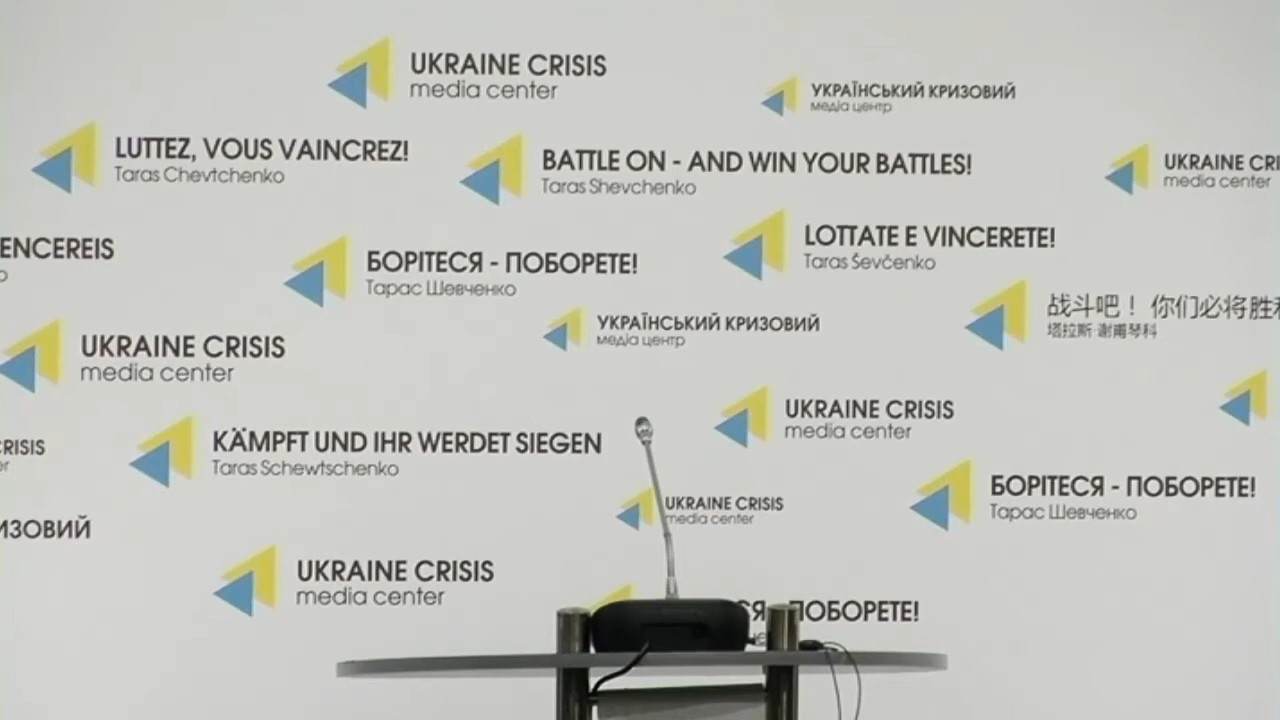 UKRAINE CRISIS
media center
УКРАЇНСЬКИЙ КРИЗОВИЙ
медіа центр
LUTTEZ, VOUS VAINCREZ!
Taras Chevtchenko
BATTLE ON - AND WIN YOUR BATTLES!
Taras Shevchenko
UKRAINE CRI
media center
ENCEREIS
o
БОРІТЕСЯ - ПОБОРЕТЕ!
Тарас Шевченко
LOTTATE E VINCERETE!
Taras Ševčenko
УКРАЇНСЬКИЙ КРИЗОВИЙ
медіа центр
战斗吧！ 你们必将胜
塔拉斯·谢甫琴科
UKRAINE CRISIS
media center
UKRAINE CRISIS
media center
CRISIS
er
KÄMPFT UND IHR WERDET SIEGEN
Taras Schewtschenko
UKRAINE CRISIS
media center
БОРІТЕСЯ - ПОБОРЕТЕ!
Тарас Шевченко
ИЗОВИЙ
UKRAINE CRISIS
media center
СЯ - ПОБОРЕТЕ!